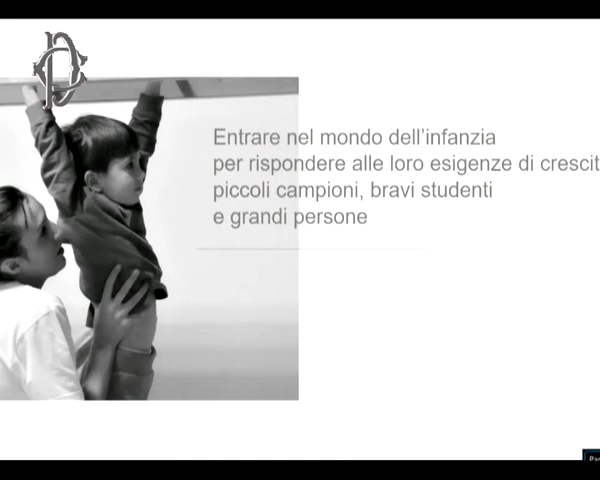 Entrare nel mondo dell'infanzia
per rispondere alle loro esigenze di crescit
piccoli campioni, bravi studenti
e grandi persone